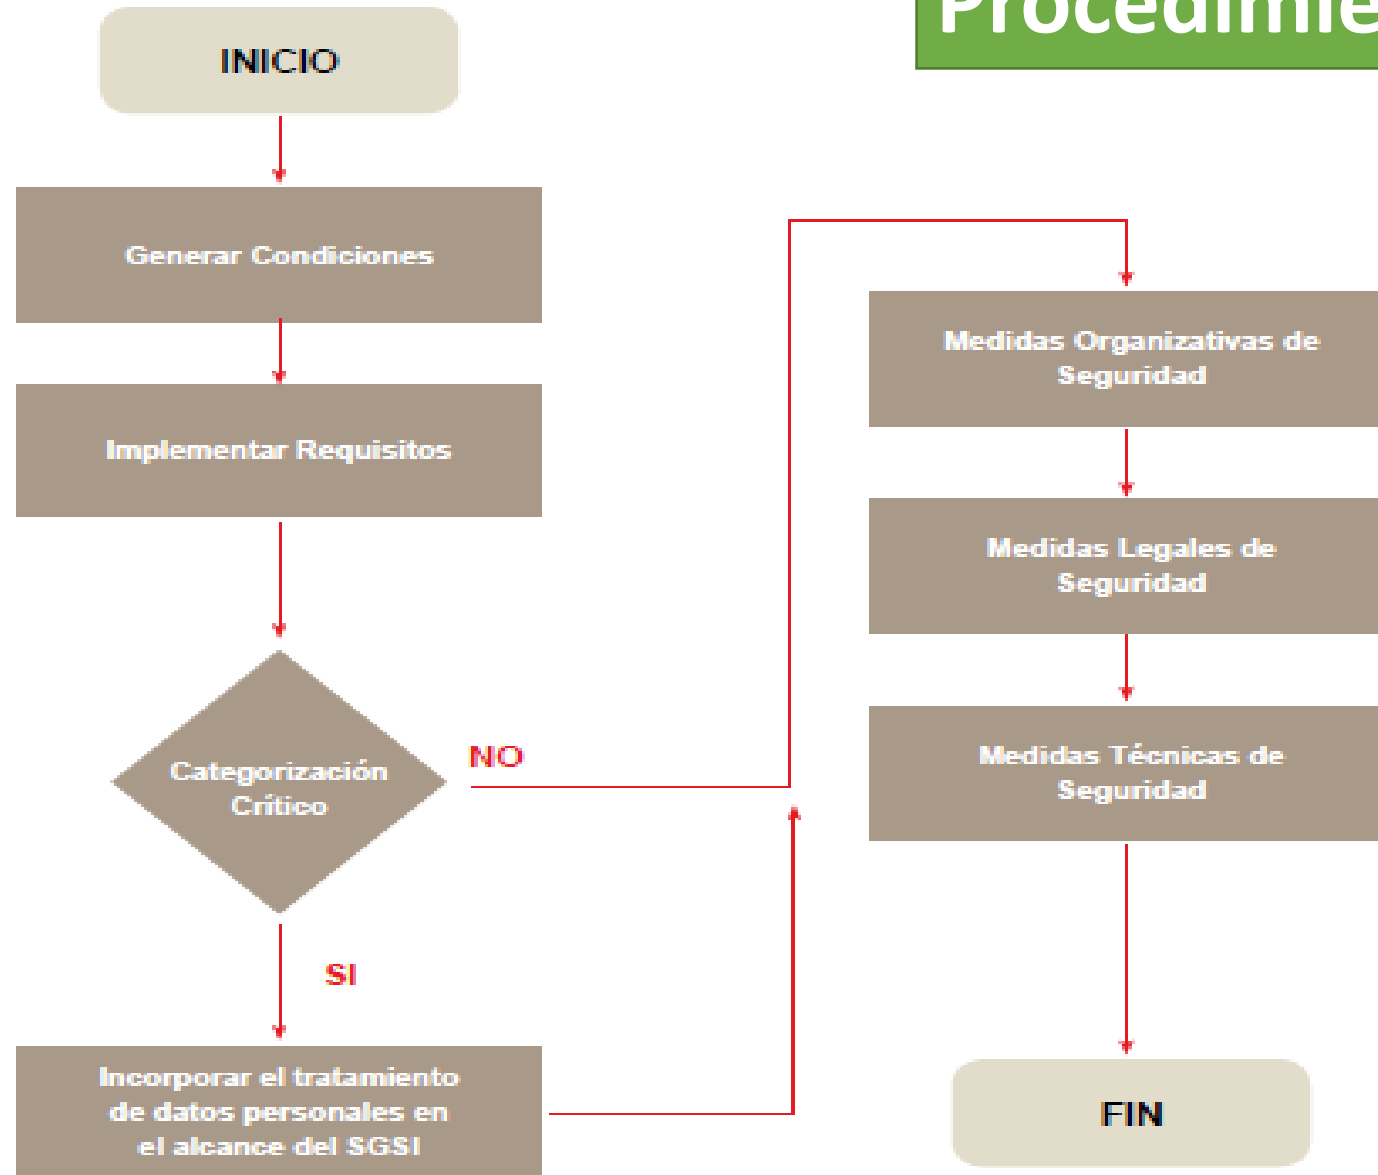 Procedimie
INICIO
Generar Condiciones
Implementar Requisitos
Categorización
Crítico
NO
SI
Incorporar el tratamiento
de datos personales en
el alcance del SGSI
Medidas Organizativas de
Seguridad
Medidas Legales de
Seguridad
Medidas Técnicas de
Seguridad
FIN